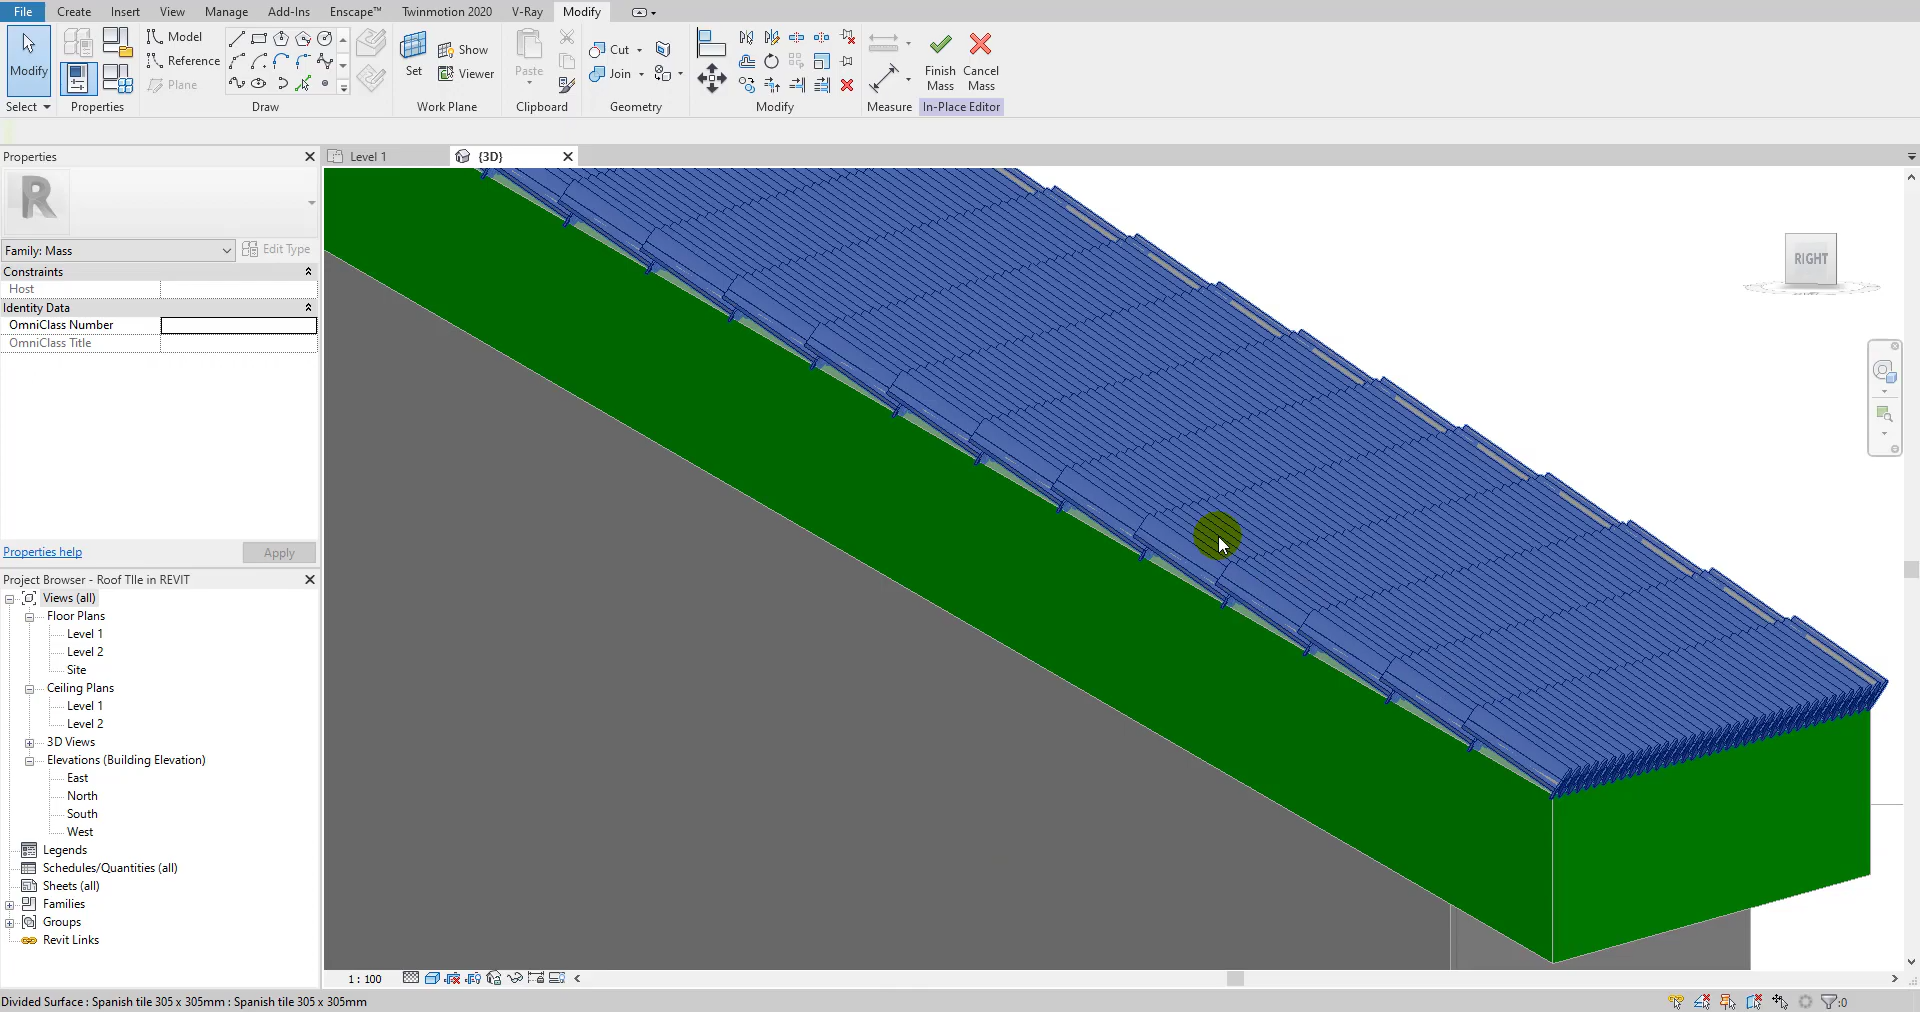 File Create Insert View Manage Add-Ins Enscape™ Twinmotion 2020 V-Ray Modify
Modify
Select
Properties
Model
Reference
Plane
Draw
Set
Show
Viewer
Work Plane
Paste
Clipboard
Cut
Join
Geometry
Modify
Measure
Finish
Mass
Cancel
Mass
In-Place Editor
Properties
Level 1
{3D}
R
Family: Mass
Edit Type
Constraints
Host
Identity Data
OmniClass Number
OmniClass Title
Properties help
Apply
RIGHT
Project Browser - Roof TIle in REVIT
Views (all)
Floor Plans
Level 1
Level 2
Site
Ceiling Plans
Level 1
Level 2
3D Views
Elevations (Building Elevation)
East
North
South
West
Legends
Schedules/Quantities (all)
Sheets (all)
Families
Groups
Revit Links
1 : 100
Divided Surface : Spanish tile 305 x 305mm : Spanish tile 305 x 305mm
:0